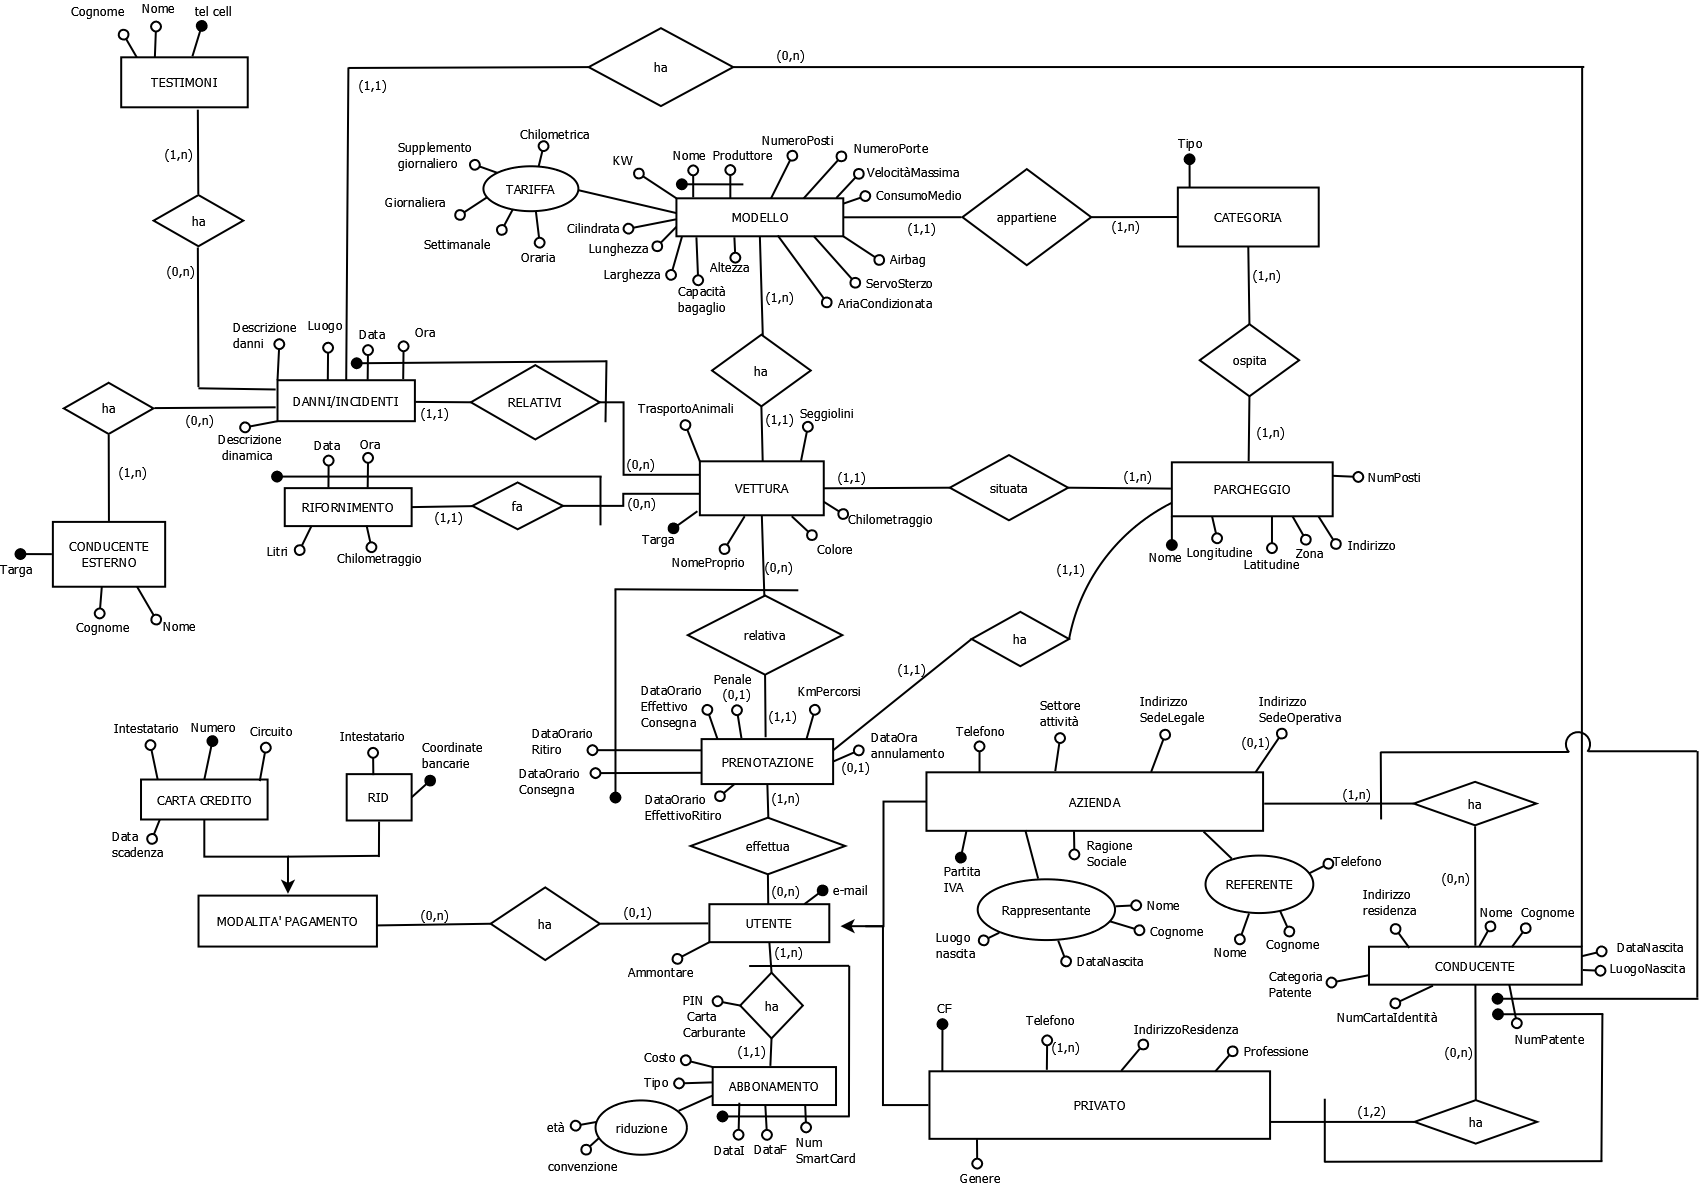 Cognome
Nome
tel cell
TESTIMONI
(1,n)
ha
(0,n)
ha
(1,1)
(0,n)
Chilometrica
Supplemento
giornaliero
TARIFFA
Giornaliera
Settimanale
Oraria
KW
Nome
Produttore
NumeroPosti
NumeroPorte
VelocitàMassima
ConsumoMedio
MODELLO
Cilindrata
Lunghezza
Larghezza
Capacità
bagaglio
Altezza
Airbag
ServoSterzo
AriaCondizionata
(1,1)
appartiene
(1,n)
Tipo
CATEGORIA
(1,n)
ospita
(1,n)
(1,n)
ha
(1,1)
Descrizione
danni
Luogo
Data
Ora
DANNI/INCIDENTI
Descrizione
dinamica
(1,1)
RELATIVI
(0,n)
ha
(0,n)
(1,n)
CONDUCENTE
ESTERNO
Targa
Cognome
Nome
Data
Ora
RIFORNIMENTO
Litri
Chilometraggio
(1,1)
fa
(0,n)
TrasportoAnimali
Seggiolini
VETTURA
Targa
NomeProprio
Colore
Chilometraggio
(1,1)
situata
(1,n)
PARCHEGGIO
NumPosti
Nome
Longitudine
Latitudine
Zona
Indirizzo
(1,1)
ha
(1,1)
(0,n)
relativa
(1,1)
DataOrario
Effettivo
Consegna
Penale
(0,1)
KmPercorsi
DataOrario
Ritiro
DataOrario
Consegna
PRENOTAZIONE
DataOra
annulamento
(0,1)
DataOrario
EffettivoRitiro
(1,n)
effettua
(0,n)
Intestatario
Numero
Circuito
CARTA CREDITO
Data
scadenza
Intestatario
Coordinate
bancarie
RID
MODALITA' PAGAMENTO
(0,n)
ha
(0,1)
UTENTE
e-mail
Ammontare
(1,n)
PIN
Carta
Carburante
ha
(1,1)
Costo
Tipo
ABBONAMENTO
riduzione
età
convenzione
DataI
DataF
Num
SmartCard
Telefono
Settore
attività
Indirizzo
SedeLegale
Indirizzo
SedeOperativa
(0,1)
AZIENDA
Partita
IVA
Ragione
Sociale
Rappresentante
Nome
Cognome
Luogo
nascita
DataNascita
REFERENTE
Telefono
Nome
Cognome
(1,n)
ha
(0,n)
Indirizzo
residenza
Nome
Cognome
DataNascita
LuogoNascita
CONDUCENTE
Categoria
Patente
NumCartaIdentità
NumPatente
(0,n)
ha
(1,2)
CF
Telefono
(1,n)
IndirizzoResidenza
Professione
PRIVATO
Genere